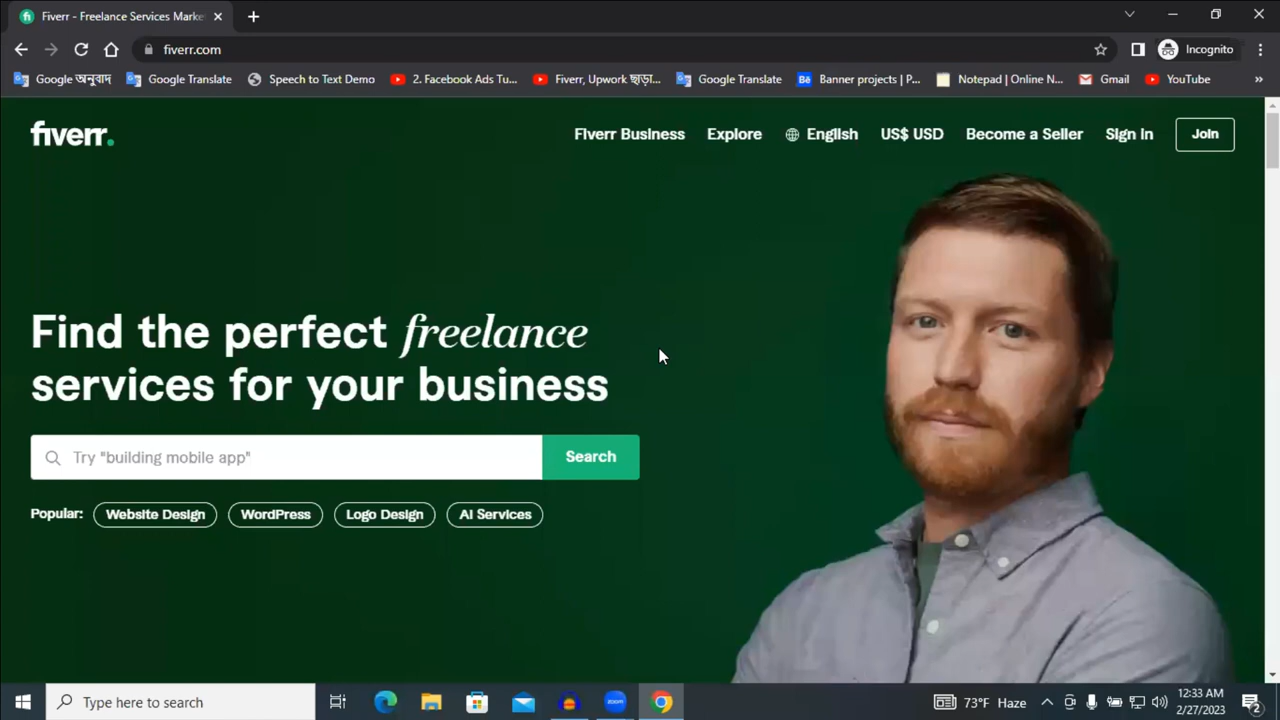 Fiverr - Freelance Services Marke
fiverr.com
Incognito
Google অনুবাদ
Google Translate
Speech to Text Demo
2. Facebook Ads Tu...
Fiverr, Upwork ছাড়া...
Google Translate
Bē
Banner projects | P...
Notepad | Online N...
Gmail
YouTube
»
fiverr.
Fiverr Business
Explore
English
US$ USD
Become a Seller
Sign in
Join
Find the perfect freelance
services for your business
Try "building mobile app"
Search
Popular:
Website Design
WordPress
Logo Design
AI Services
Type here to search
zoom
73°F Haze
12:33 AM
2/27/2023
2